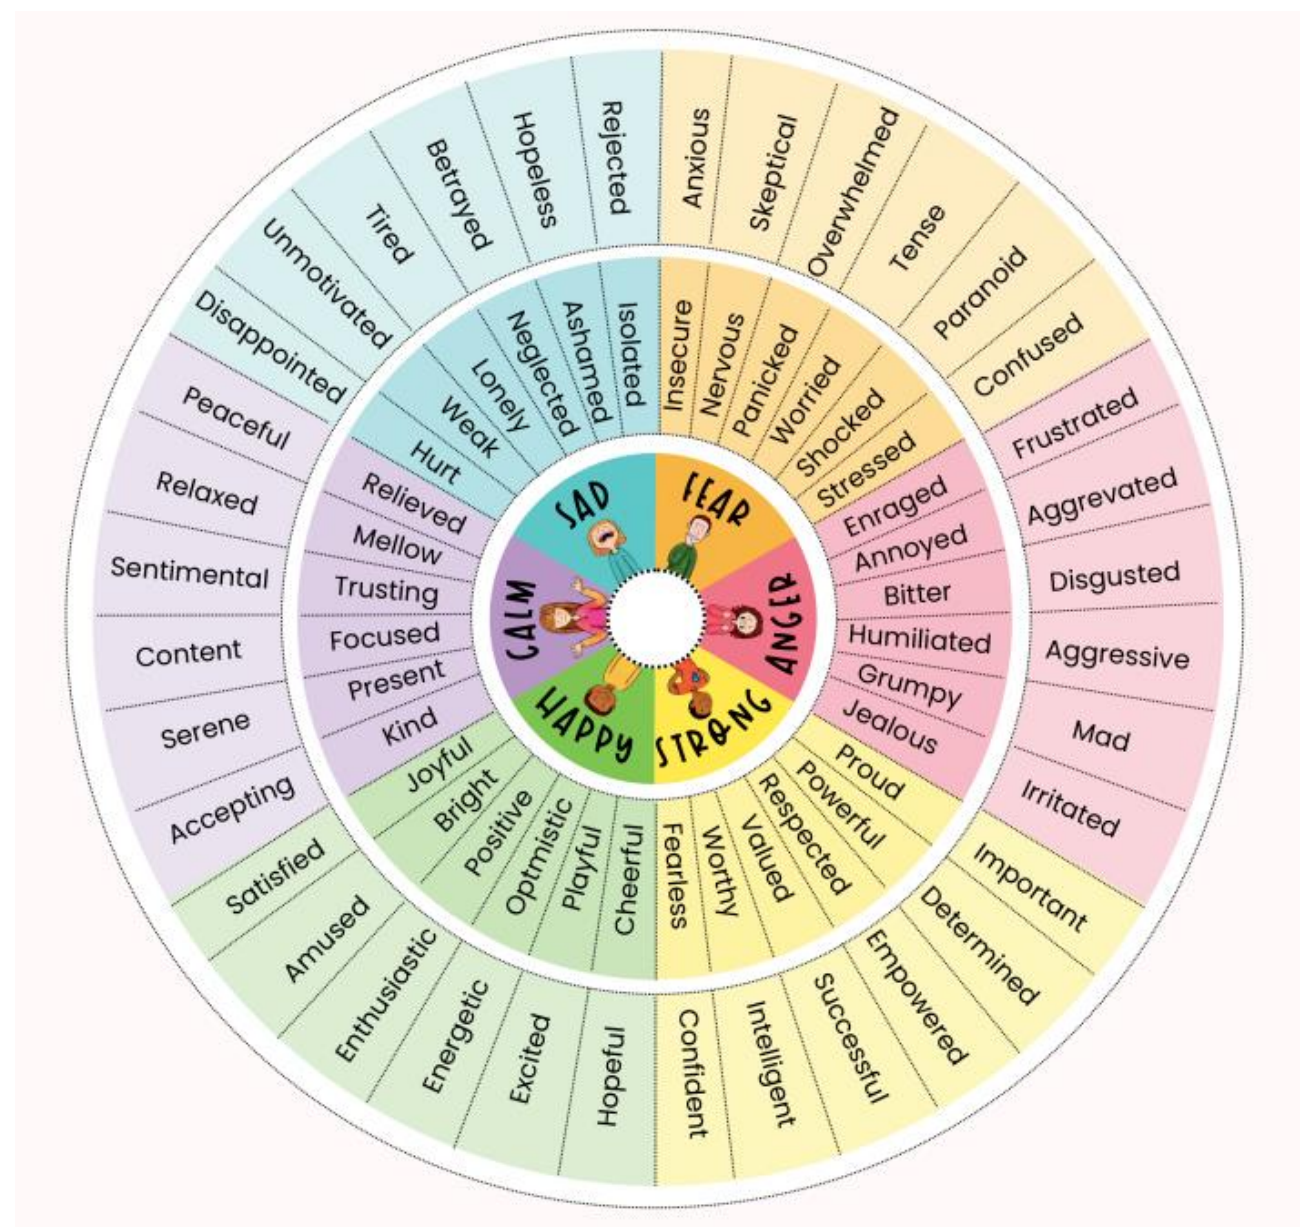 SAD
FEAR
ANGER
STRONG
HAPPY
CALM
Insecure
Nervous
Panicked
Worried
Shocked
Stressed
Enraged
Annoyed
Bitter
Humiliated
Grumpy
Jealous
Proud
Powerful
Respected
Valued
Worthy
Fearless
Cheerful
Playful
Optmistic
Positive
Bright
Joyful
Kind
Present
Focused
Trusting
Mellow
Relieved
Hurt
Weak
Lonely
Neglected
Ashamed
Isolated
Anxious
Skeptical
Overwhelmed
Tense
Paranoid
Confused
Frustrated
Aggrevated
Disgusted
Aggressive
Mad
Irritated
Important
Determined
Empowered
Successful
Intelligent
Confident
Hopeful
Excited
Energetic
Enthusiastic
Amused
Satisfied
Accepting
Serene
Content
Sentimental
Relaxed
Peaceful
Disappointed
Unmotivated
Tired
Betrayed
Hopeless
Rejected